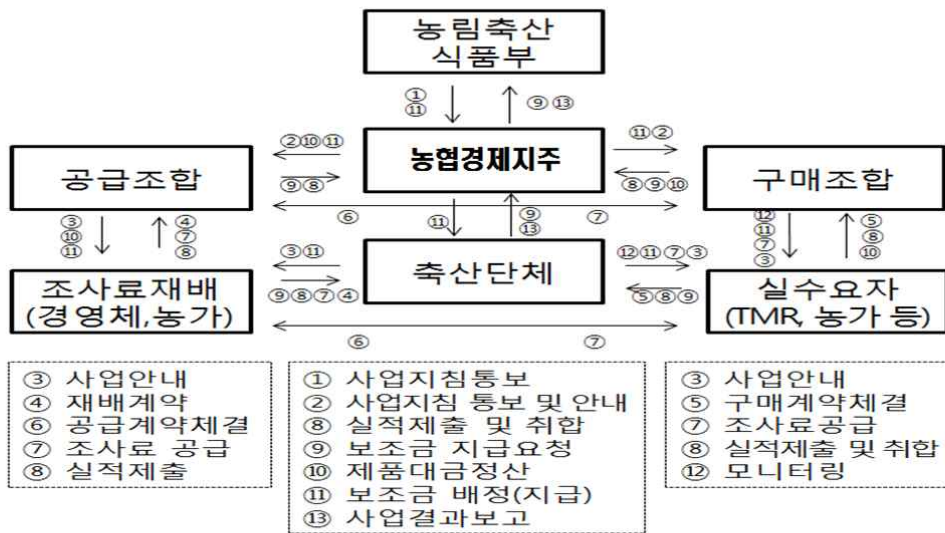 농림축산
식품부
①
⑪
⑨ ⑬
②⑩⑪
⑪②
공급조합
농협경제지주
구매조합
⑨⑧
⑧⑨⑩
⑥
⑦
③
⑩
⑪
④
⑦
⑧
⑪
⑨
⑬
⑫
⑪
⑦
③
⑤
⑧
⑩
③⑪
⑫⑪⑦③
조사료재배
(경영체,농가)
축산단체
실수요자
(TMR, 농가 등)
⑨⑧⑦④
⑤⑧⑨
⑥
⑦
③ 사업안내
④ 재배계약
⑥ 공급계약체결
⑦ 조사료 공급
⑧ 실적제출
① 사업지침통보
② 사업지침 통보 및 안내
⑧ 실적제출 및 취합
⑨ 보조금 지급요청
⑩ 제품대금정산
⑪ 보조금 배정(지급)
⑬ 사업결과보고
③ 사업안내
⑤ 구매계약체결
⑦ 조사료공급
⑧ 실적제출 및 취합
⑫ 모니터링